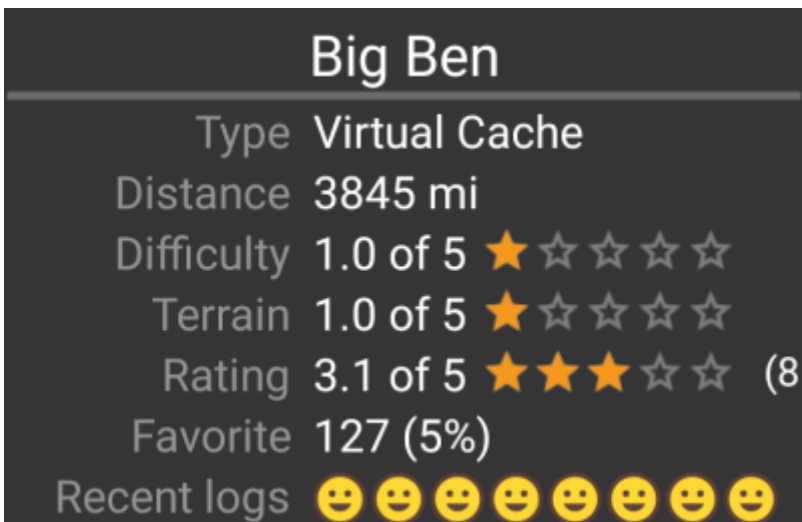 Big Ben
Type Virtual Cache
Distance 3845 mi
Difficulty 1.0 of 5
Terrain 1.0 of 5
Rating 3.1 of 5 (8
Favorite 127 (5%)
Recent logs